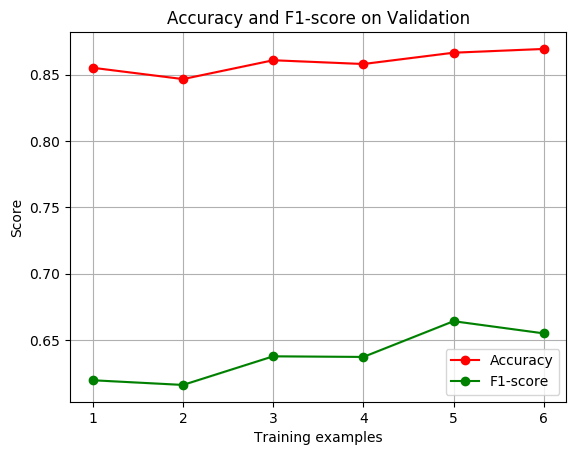 Accuracy and F1-score on Validation
Score
0.85
0.80
0.75
0.70
0.65
Accuracy
F1-score
1 2 3 4 5 6
Training examples